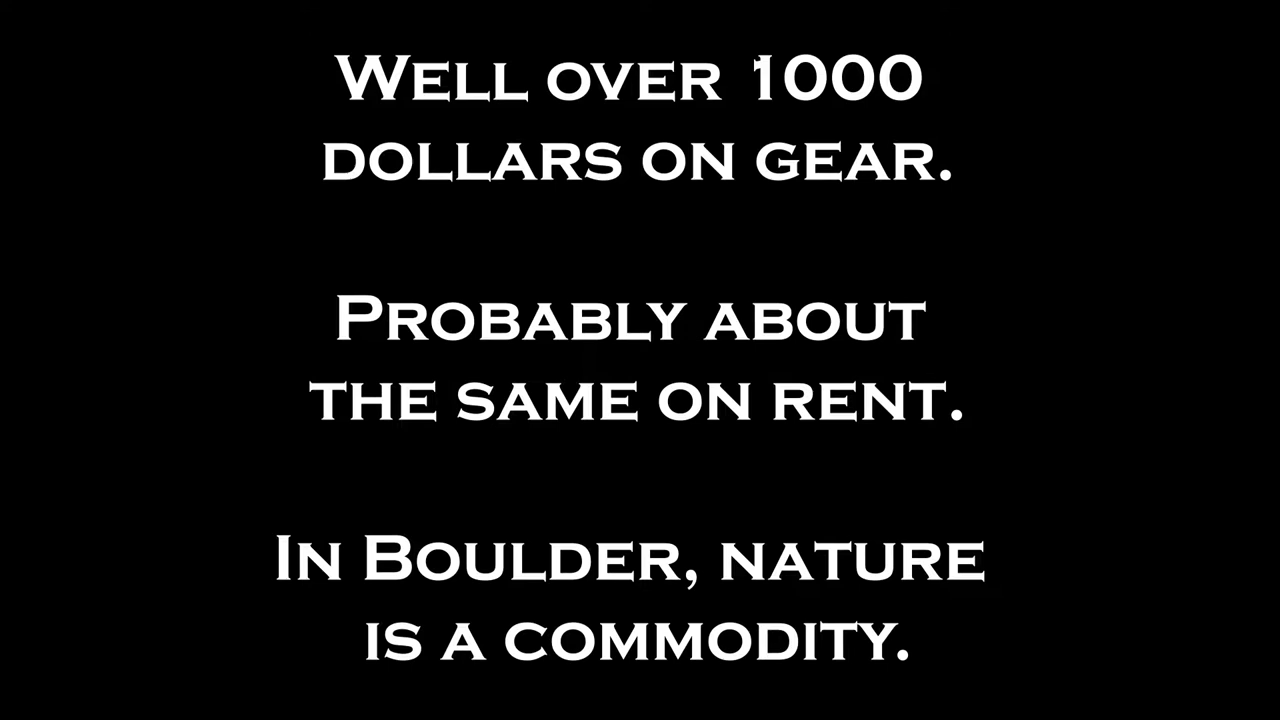 Well over 1000
dollars on gear.
Probably about
the same on rent.
In Boulder, nature
is a commodity.